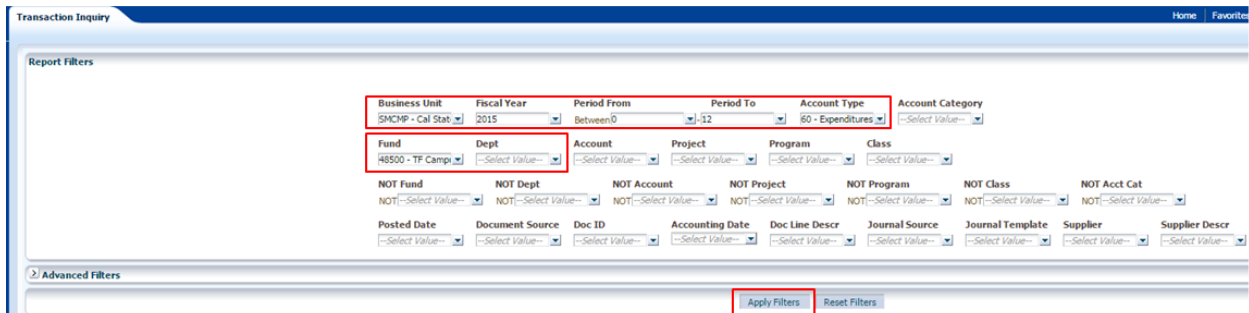 Transaction Inquiry Home Favorites
Report Filters
Business Unit Fiscal Year Period From Period To Account Type Account Category
SMCMP - Cal Stat 2015 Between 0 - 12 60 - Expenditures --Select Value--
Fund Dept Account Project Program Class
48500 - TF Camp --Select Value-- --Select Value-- --Select Value-- --Select Value-- --Select Value--
NOT Fund NOT Dept NOT Account NOT Project NOT Program NOT Class NOT Acct Cat
NOT --Select Value-- NOT --Select Value-- NOT --Select Value-- NOT --Select Value-- NOT --Select Value-- NOT --Select Value-- NOT --Select Value--
Posted Date Document Source Doc ID Accounting Date Doc Line Descr Journal Source Journal Template Supplier Supplier Descr
--Select Value-- --Select Value-- --Select Value-- --Select Value-- --Select Value-- --Select Value-- --Select Value-- --Select Value-- --Select Value--
Advanced Filters
Apply Filters Reset Filters